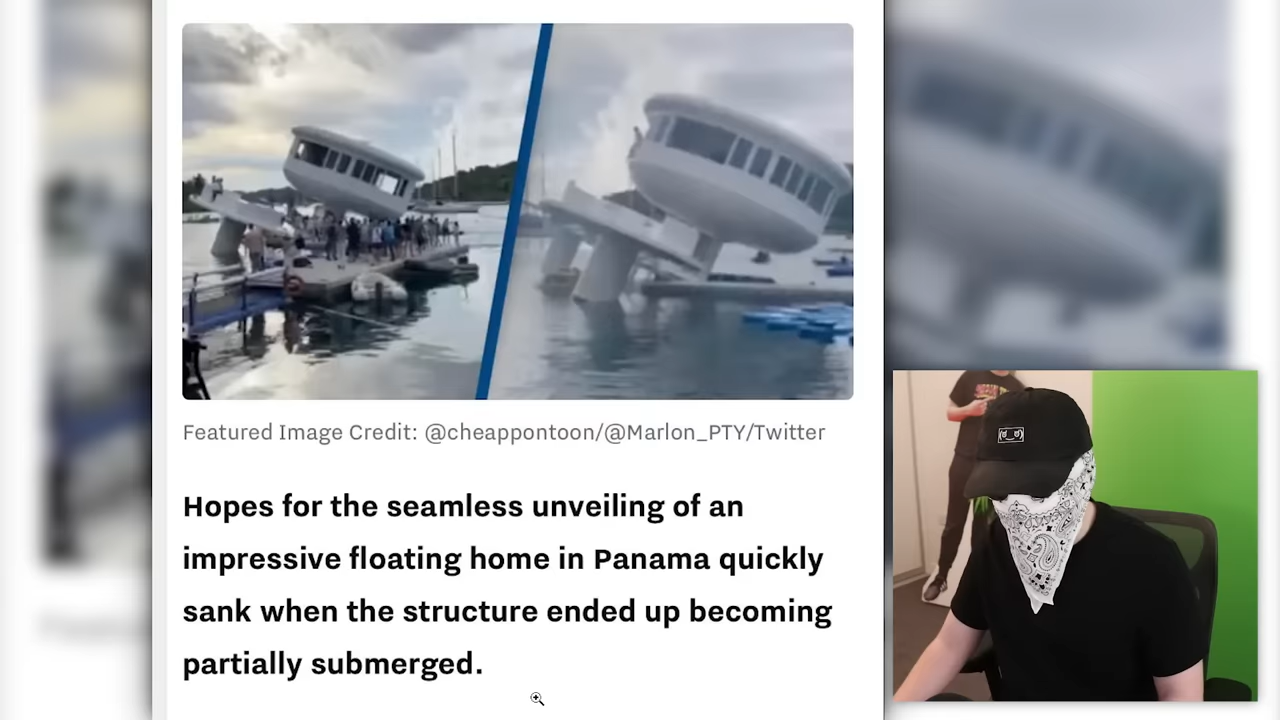 Featured Image Credit: @cheappontoon/@Marlon_PTY/Twitter
Hopes for the seamless unveiling of an
impressive floating home in Panama quickly
sank when the structure ended up becoming
partially submerged.